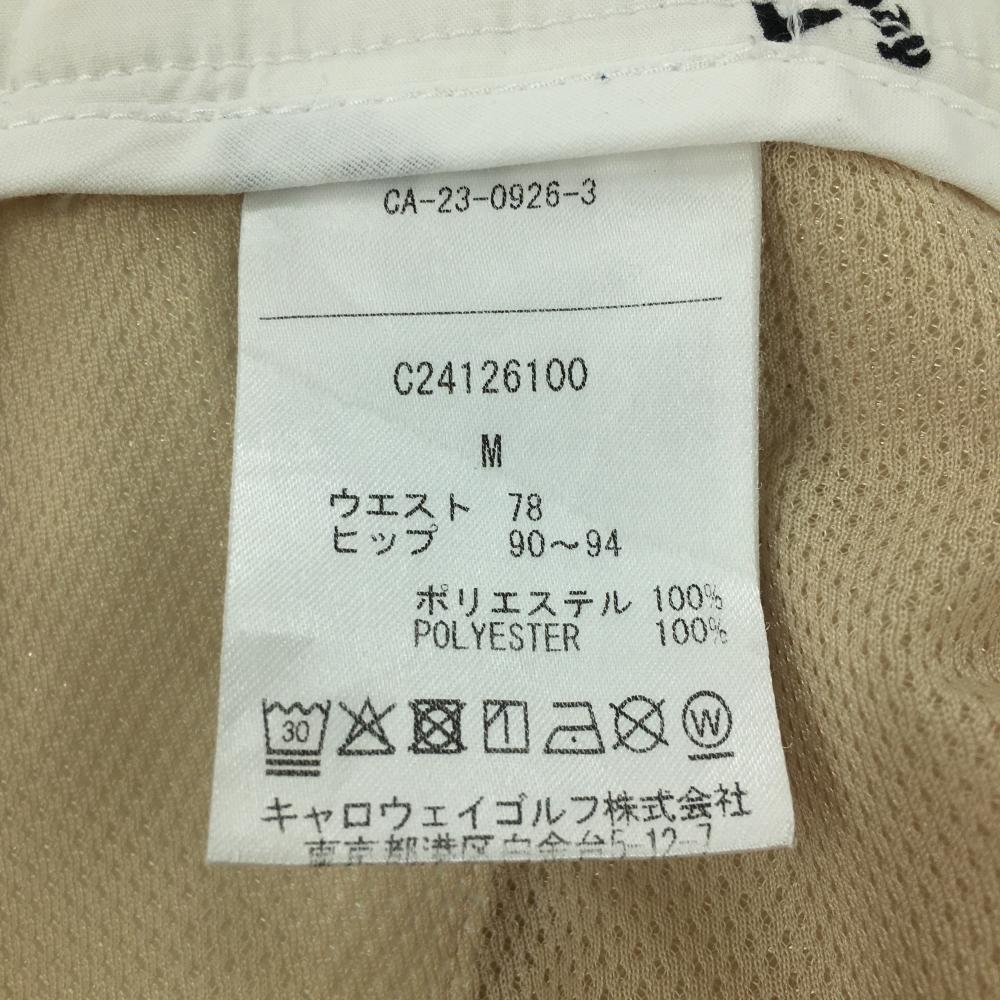 CA-23-0926-3
C24126100
M
ウエスト 78
ヒップ 90～94
ポリエステル 100%
POLYESTER 100%
30 W
キャロウェイゴルフ株式会社
東京都港区白金台5-12-7